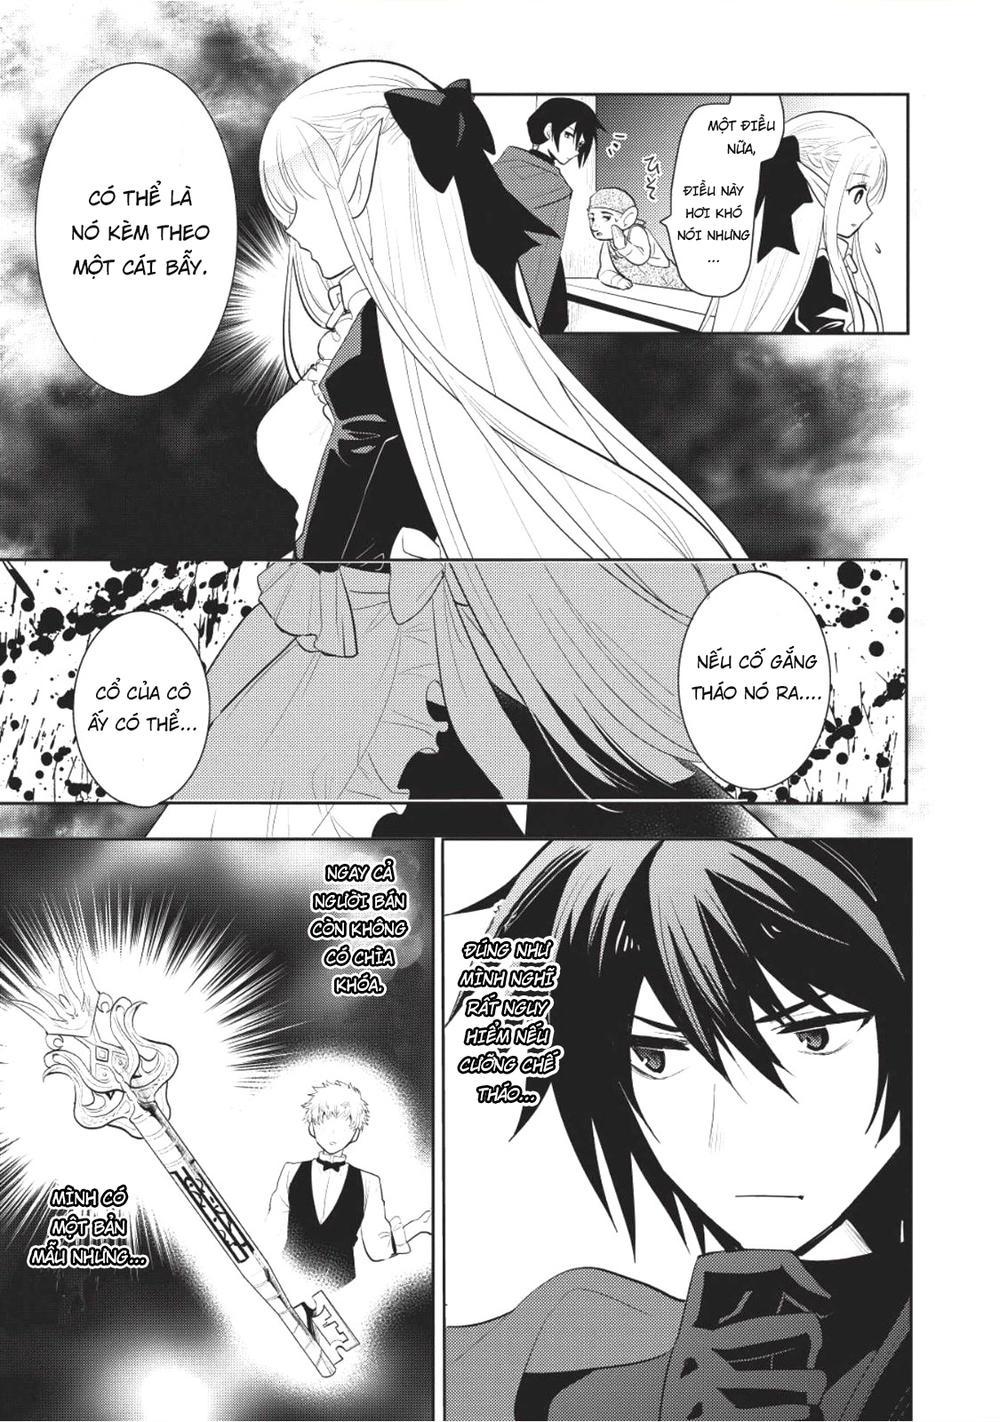 MỘT ĐIỀU
NỮA,
ĐIỀU NÀY
HƠI KHÓ
NÓI NHƯNG
...
ひそ
CÓ THỂ LÀ
NÓ KÈM THEO
MỘT CÁI BẪY.
NẾU CỐ GẮNG
THÁO NÓ RA....
CỔ CỦA CÔ
ẤY CÓ THỂ...
ĐÚNG NHƯ
MÌNH NGHĨ
RẤT NGUY
HIỂM NẾU
CƯỠNG CHẾ
THÁO...
NGAY CẢ
NGƯỜI BÁN
CÒN KHÔNG
CÓ CHÌA
KHÓA.
MÌNH CÓ
MỘT BẢN
MẪU NHƯNG...